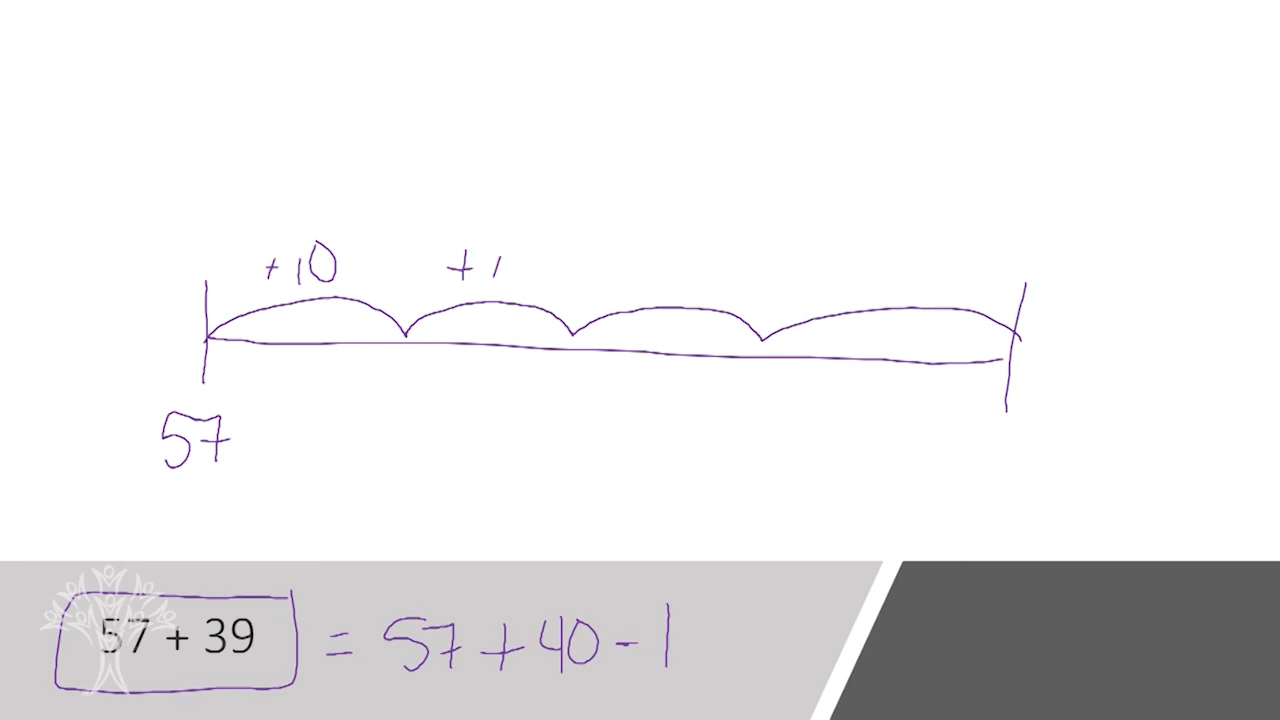 +10 +1
57
57 + 39 = 57 + 40 - 1